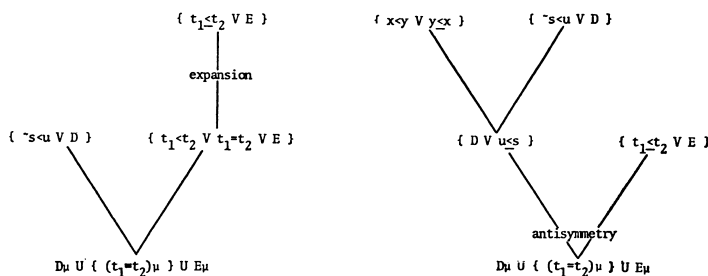 { t₁≤t₂ V E }
expansion
{ ~s<u V D }
{ t₁<t₂ V t₁=t₂ V E }
Dμ U { (t₁=t₂)μ } U Eμ
{ x<y V y≤x }
{ ~s<u V D }
{ D V u≤s }
{ t₁≤t₂ V E }
antisymmetry
Dμ U { (t₁=t₂)μ } U Eμ